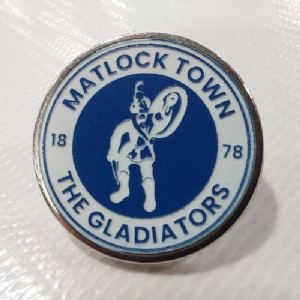 MATLOCK TOWN
18 78
THE GLADIATORS